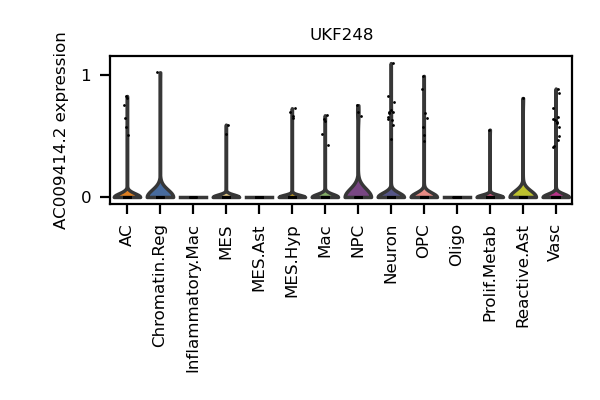 UKF248
AC009414.2 expression
1
0
AC
Chromatin.Reg
Inflammatory.Mac
MES
MES.Ast
MES.Hyp
Mac
NPC
Neuron
OPC
Oligo
Prolif.Metab
Reactive.Ast
Vasc